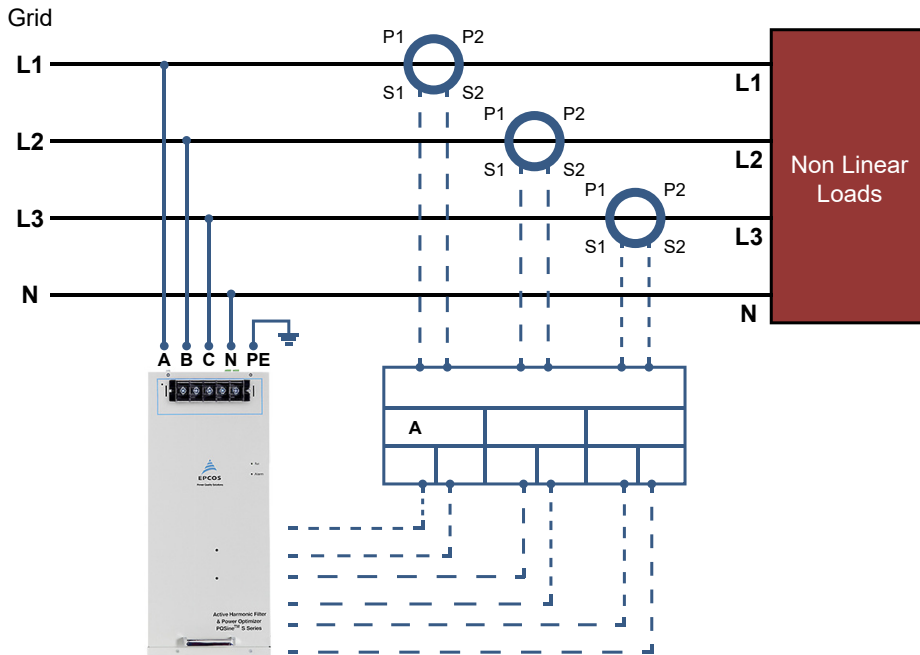 Grid
P1 P2
L1
L1
S1 S2
P1 P2
L2
L2
S1 S2
Non Linear
Loads
P1 P2
L3
L3
S1 S2
N
N
A B C N PE
A
EPCOS
Active Harmonic Filter
& Power Optimizer
PQSine™ S Series